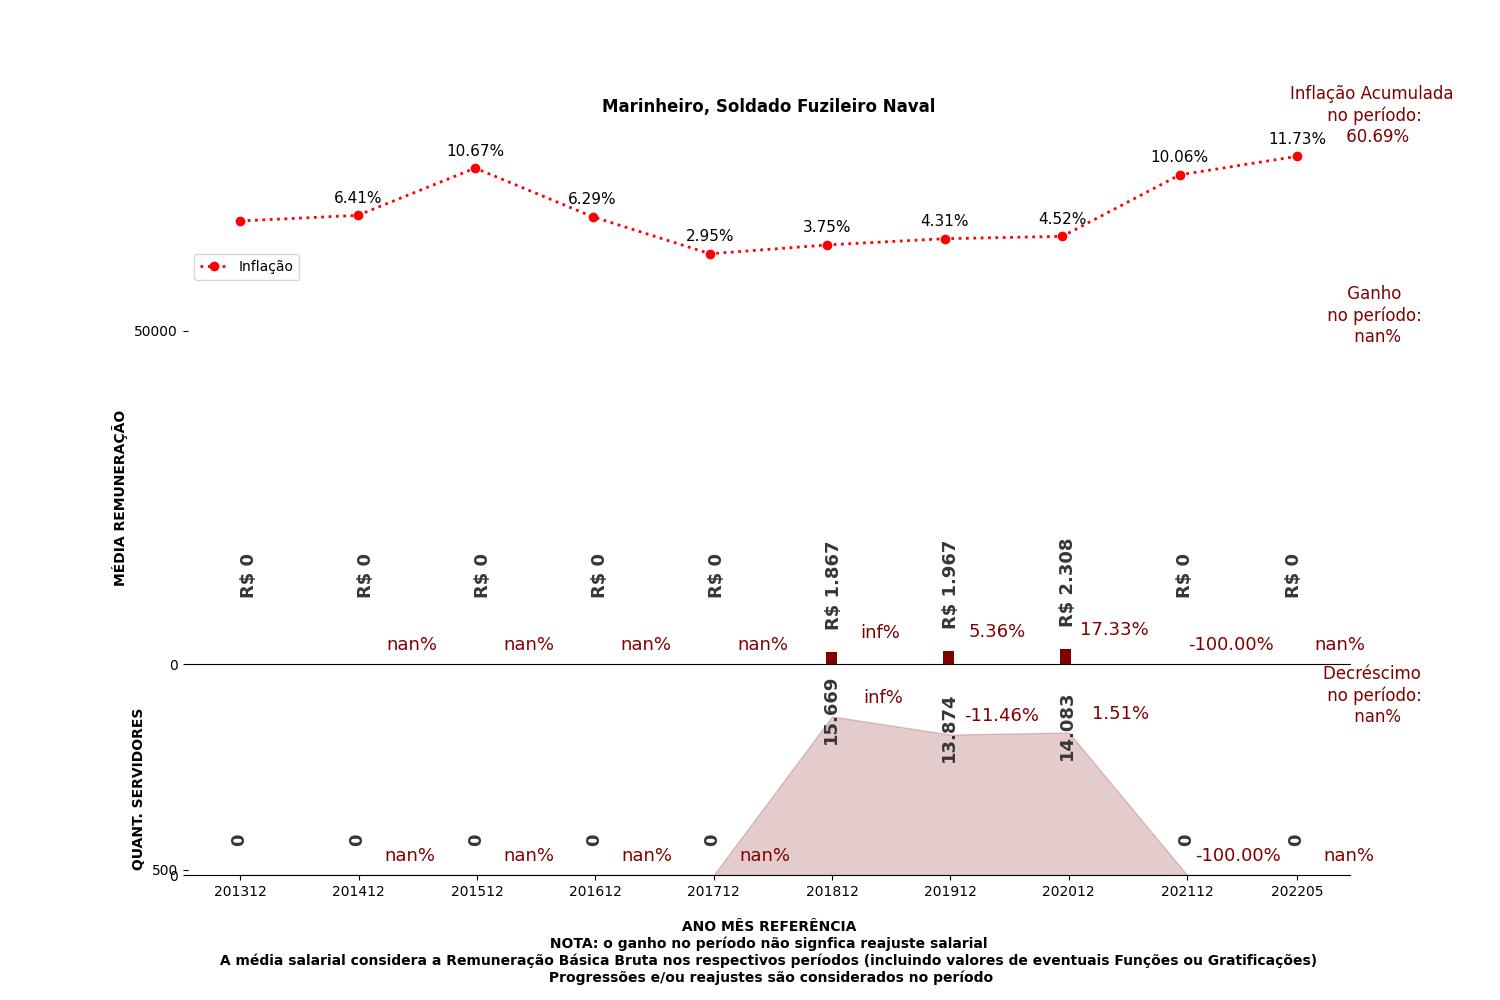 Marinheiro, Soldado Fuzileiro Naval
Inflação Acumulada
no período:
60.69%
6.41%
10.67%
6.29%
2.95%
3.75%
4.31%
4.52%
10.06%
11.73%
Inflação
Ganho
no período:
nan%
50000
MÉDIA REMUNERAÇÃO
R$ 0
R$ 0
R$ 0
R$ 0
R$ 0
R$ 1.867
R$ 1.967
R$ 2.308
R$ 0
R$ 0
nan%
nan%
nan%
nan%
inf%
5.36%
17.33%
-100.00%
nan%
0
Decréscimo
no período:
nan%
QUANT. SERVIDORES
15.669
13.874
14.083
inf%
-11.46%
1.51%
0
0
0
0
0
0
0
nan%
nan%
nan%
nan%
-100.00%
nan%
500
0
201312
201412
201512
201612
201712
201812
201912
202012
202112
202205
ANO MÊS REFERÊNCIA
NOTA: o ganho no período não signfica reajuste salarial
A média salarial considera a Remuneração Básica Bruta nos respectivos períodos (incluindo valores de eventuais Funções ou Gratificações)
Progressões e/ou reajustes são considerados no período